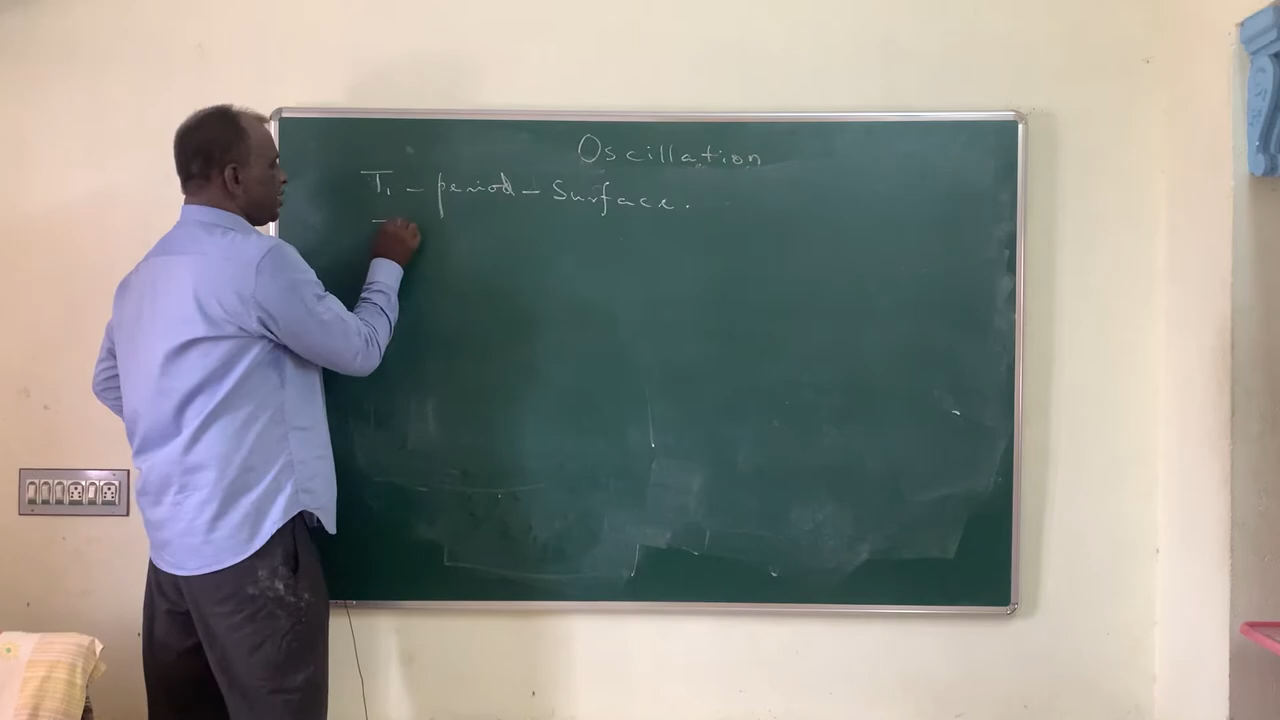 Oscillation
T₁ - period - Surface.